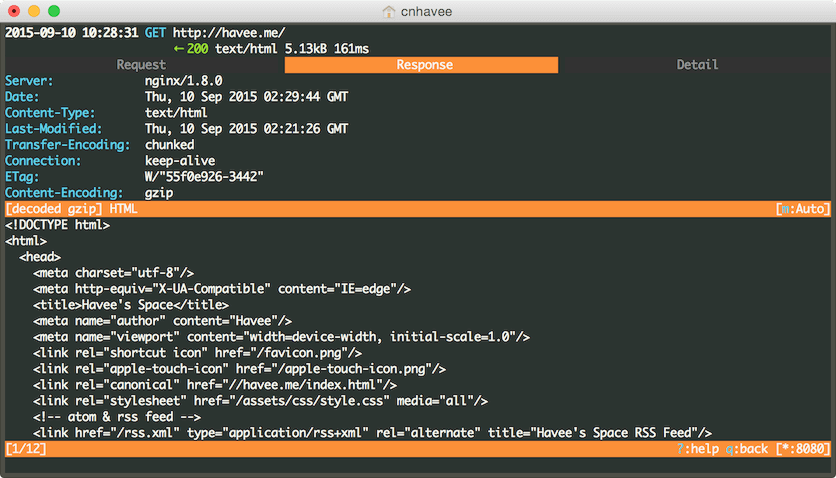 cnhavee
2015-09-10 10:28:31 GET http://havee.me/
←200 text/html 5.13kB 161ms
Request Response Detail
Server: nginx/1.8.0
Date: Thu, 10 Sep 2015 02:29:44 GMT
Content-Type: text/html
Last-Modified: Thu, 10 Sep 2015 02:21:26 GMT
Transfer-Encoding: chunked
Connection: keep-alive
ETag: W/"55f0e926-3442"
Content-Encoding: gzip
[decoded gzip] HTML [m:Auto]
<!DOCTYPE html>
<html>
<head>
<meta charset="utf-8"/>
<meta http-equiv="X-UA-Compatible" content="IE=edge"/>
<title>Havee's Space</title>
<meta name="author" content="Havee"/>
<meta name="viewport" content="width=device-width, initial-scale=1.0"/>
<link rel="shortcut icon" href="/favicon.png"/>
<link rel="apple-touch-icon" href="/apple-touch-icon.png"/>
<link rel="canonical" href="//havee.me/index.html"/>
<link rel="stylesheet" href="/assets/css/style.css" media="all"/>
<!-- atom & rss feed -->
<link href="/rss.xml" type="application/rss+xml" rel="alternate" title="Havee's Space RSS Feed"/>
[1/12] ?:help q:back [*:8080]